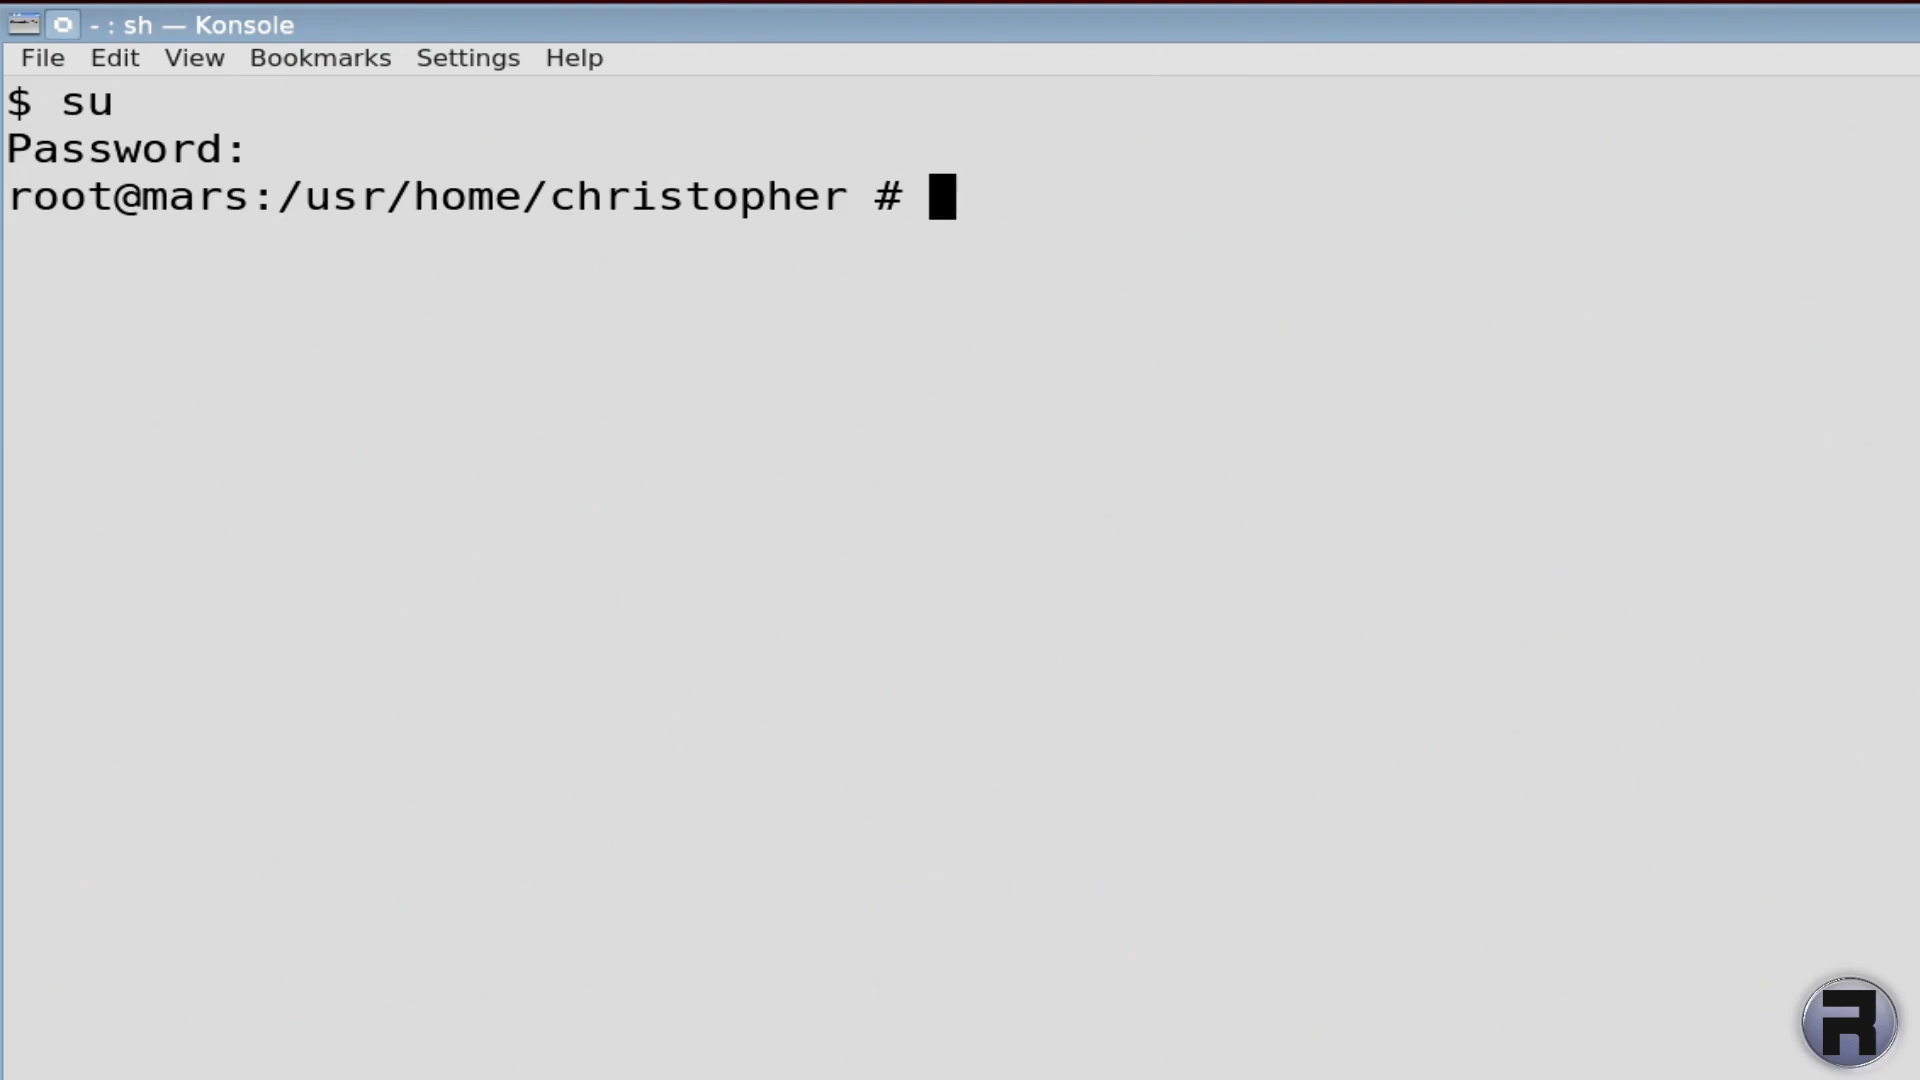 - : sh — Konsole
File Edit View Bookmarks Settings Help
$ su
Password:
root@mars:/usr/home/christopher #
R